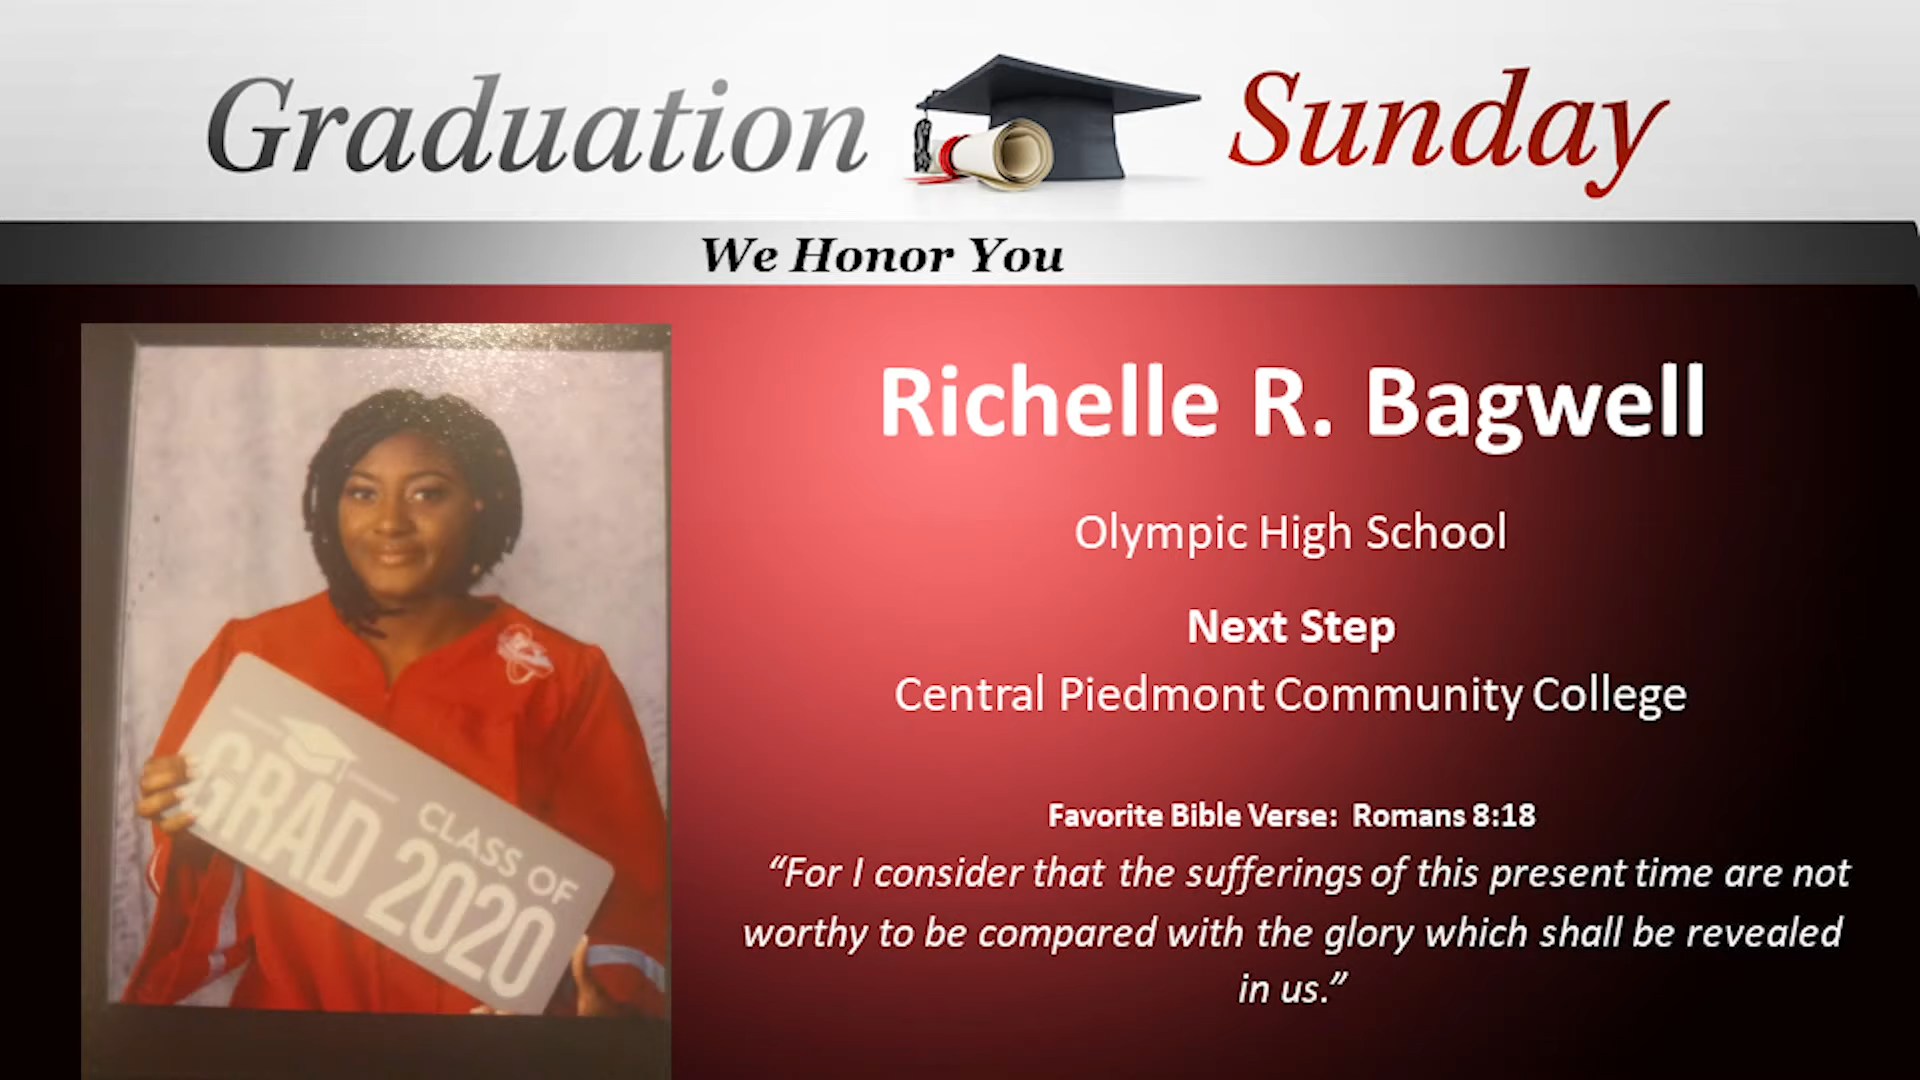 Graduation Sunday
We Honor You
Richelle R. Bagwell
Olympic High School
Next Step
Central Piedmont Community College
Favorite Bible Verse: Romans 8:18
“For I consider that the sufferings of this present time are not
worthy to be compared with the glory which shall be revealed
in us.”
CLASS OF
GRAD 2020